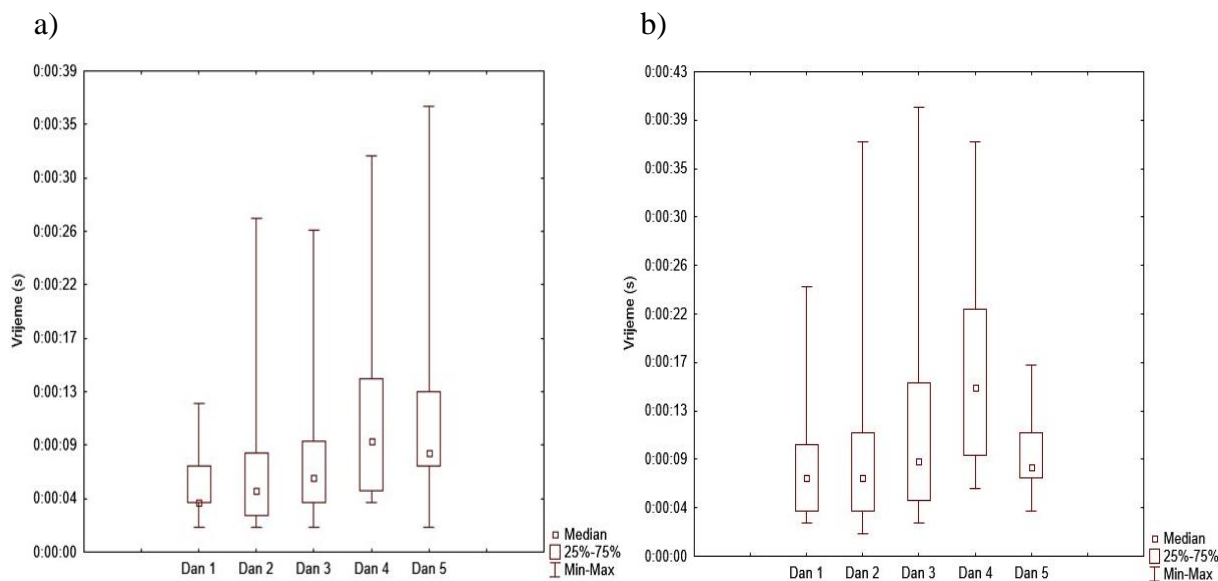 a)
0:00:39
0:00:35
0:00:30
0:00:26
0:00:22
0:00:17
0:00:13
0:00:09
0:00:04
0:00:00
Vrijeme (s)
Dan 1 Dan 2 Dan 3 Dan 4 Dan 5
Median
25%-75%
Min-Max
b)
0:00:43
0:00:39
0:00:35
0:00:30
0:00:26
0:00:22
0:00:17
0:00:13
0:00:09
0:00:04
0:00:00
Vrijeme (s)
Dan 1 Dan 2 Dan 3 Dan 4 Dan 5
Median
25%-75%
Min-Max